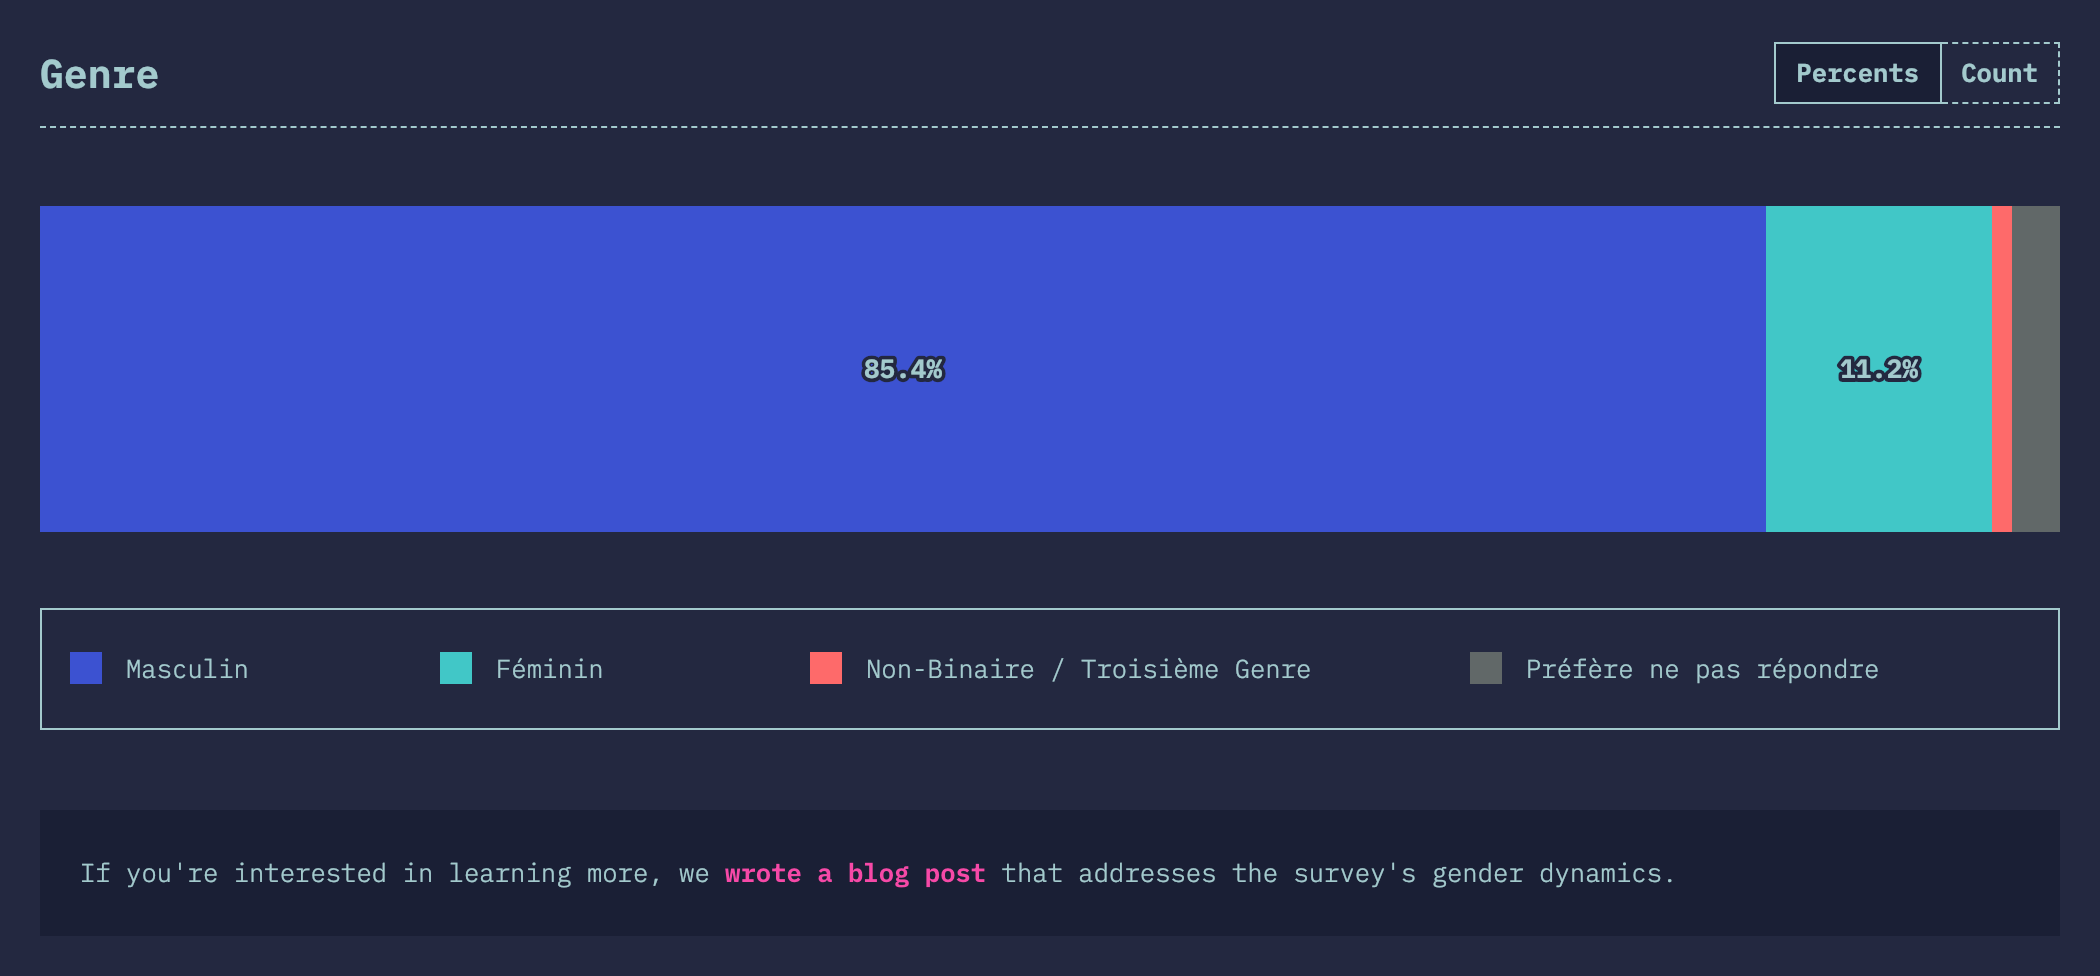 Genre
Percents Count
85.4% 11.2%
Masculin Féminin Non-Binaire / Troisième Genre Préfère ne pas répondre
If you're interested in learning more, we wrote a blog post that addresses the survey's gender dynamics.